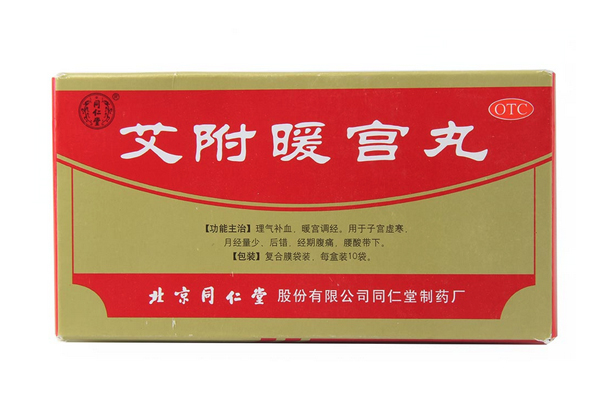 同仁堂
OTC
艾附暖宫丸
【功能主治】理气补血，暖宫调经。用于子宫虚寒，
月经量少、后错，经期腹痛，腰酸带下。
【包装】复合膜袋装，每盒装10袋。
北京同仁堂 股份有限公司同仁堂制药厂